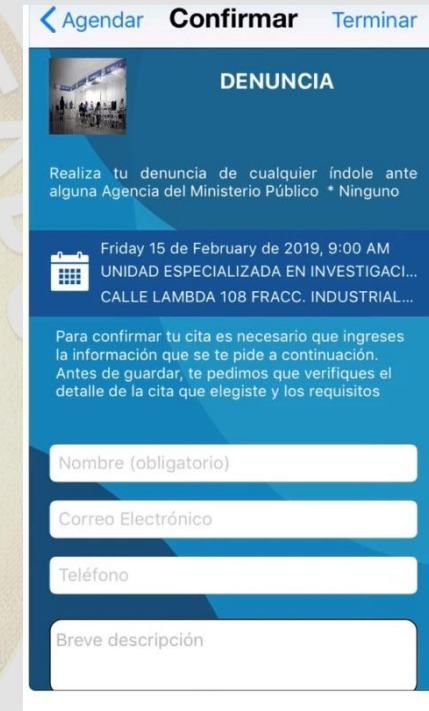 Agendar Confirmar Terminar
DENUNCIA
Realiza tu denuncia de cualquier índole ante
alguna Agencia del Ministerio Público * Ninguno
Friday 15 de February de 2019, 9:00 AM
UNIDAD ESPECIALIZADA EN INVESTIGACI...
CALLE LAMBDA 108 FRACC. INDUSTRIAL...
Para confirmar tu cita es necesario que ingreses
la información que se te pide a continuación.
Antes de guardar, te pedimos que verifiques el
detalle de la cita que elegiste y los requisitos
Nombre (obligatorio)
Correo Electrónico
Teléfono
Breve descripción